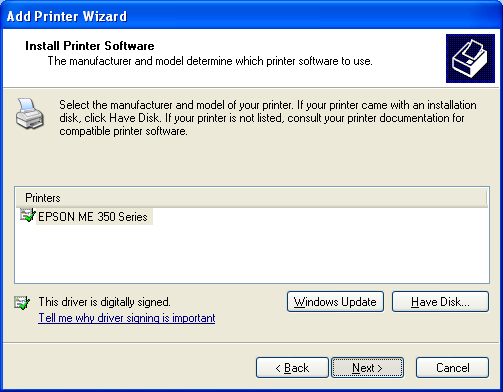 Add Printer Wizard
Install Printer Software
The manufacturer and model determine which printer software to use.
Select the manufacturer and model of your printer. If your printer came with an installation
disk, click Have Disk. If your printer is not listed, consult your printer documentation for
compatible printer software.
Printers
EPSON ME 350 Series
This driver is digitally signed.
Tell me why driver signing is important
Windows Update
Have Disk...
< Back
Next >
Cancel